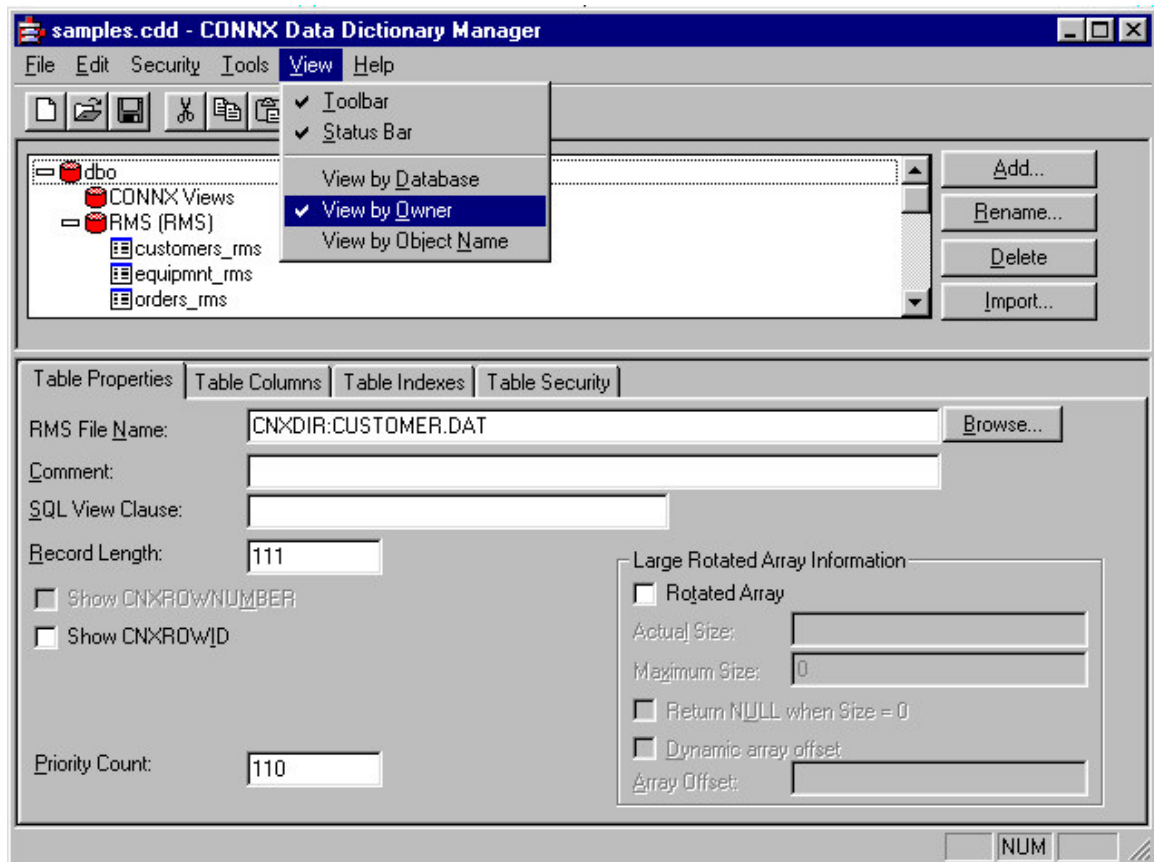 samples.cdd - CONNX Data Dictionary Manager
File Edit Security Tools View Help
Toolbar
Status Bar
View by Database
View by Owner
View by Object Name
dbo
CONNX Views
RMS (RMS)
customers_rms
equipmnt_rms
orders_rms
Add...
Rename...
Delete
Import...
Table Properties Table Columns Table Indexes Table Security
RMS File Name: CNXDIR:CUSTOMER.DAT Browse...
Comment:
SQL View Clause:
Record Length: 111
Show CNXROWNUMBER
Show CNXROWID
Priority Count: 110
Large Rotated Array Information
Rotated Array
Actual Size:
Maximum Size: 0
Return NULL when Size = 0
Dynamic array offset
Array Offset:
NUM